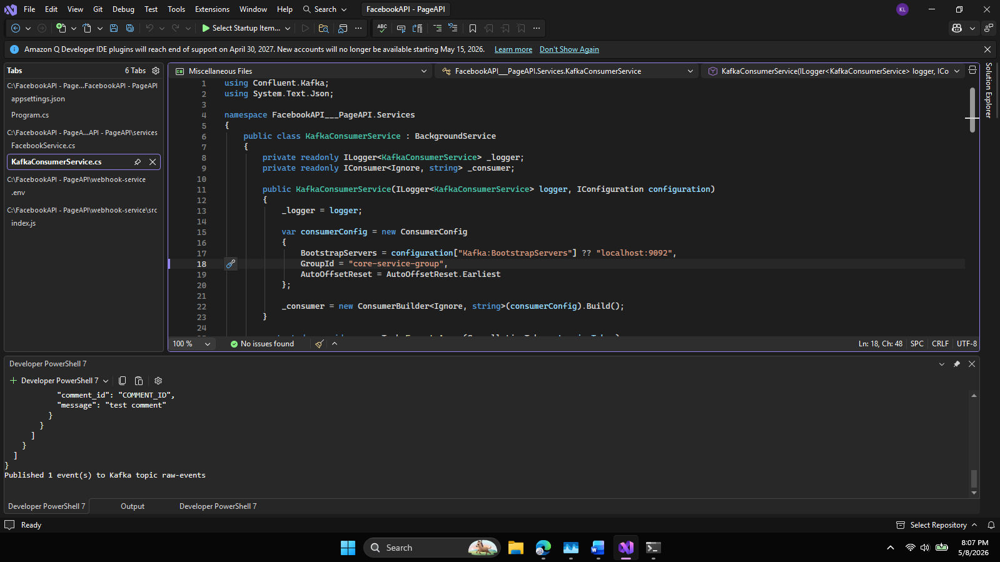 File Edit View Git Debug Test Tools Extensions Window Help Search FacebookAPI - PageAPI KL
Select Startup Item...
Amazon Q Developer IDE plugins will reach end of support on April 30, 2027. New accounts will no longer be available starting May 15, 2026. Learn more Don't Show Again
Tabs 6 Tabs
C:\FacebookAPI - Page...FacebookAPI - PageAPI
appsettings.json
Program.cs
C:\FacebookAPI - PageA...API - PageAPI\services
FacebookService.cs
KafkaConsumerService.cs
C:\FacebookAPI - PageAPI\webhook-service
.env
C:\FacebookAPI - PageAPI\webhook-service\src
index.js
Miscellaneous Files FacebookAPI___PageAPI.Services.KafkaConsumerService KafkaConsumerService(ILogger<KafkaConsumerService> logger, ICo
Solution Explorer
1 using Confluent.Kafka;
2 using System.Text.Json;
3
4 namespace FacebookAPI___PageAPI.Services
5 {
6 public class KafkaConsumerService : BackgroundService
7 {
8 private readonly ILogger<KafkaConsumerService> _logger;
9 private readonly IConsumer<Ignore, string> _consumer;
10
11 public KafkaConsumerService(ILogger<KafkaConsumerService> logger, IConfiguration configuration)
12 {
13 _logger = logger;
14
15 var consumerConfig = new ConsumerConfig
16 {
17 BootstrapServers = configuration["Kafka:BootstrapServers"] ?? "localhost:9092",
18 GroupId = "core-service-group",
19 AutoOffsetReset = AutoOffsetReset.Earliest
20 };
21
22 _consumer = new ConsumerBuilder<Ignore, string>(consumerConfig).Build();
23 }
24
100 % No issues found Ln: 18, Ch: 48 SPC CRLF UTF-8
Developer PowerShell 7
+ Developer PowerShell 7
"comment_id": "COMMENT_ID",
"message": "test comment"
}
}
]
}
]
}
Published 1 event(s) to Kafka topic raw-events
Developer PowerShell 7 Output Developer PowerShell 7
Ready Select Repository
Search
8:07 PM
5/8/2026